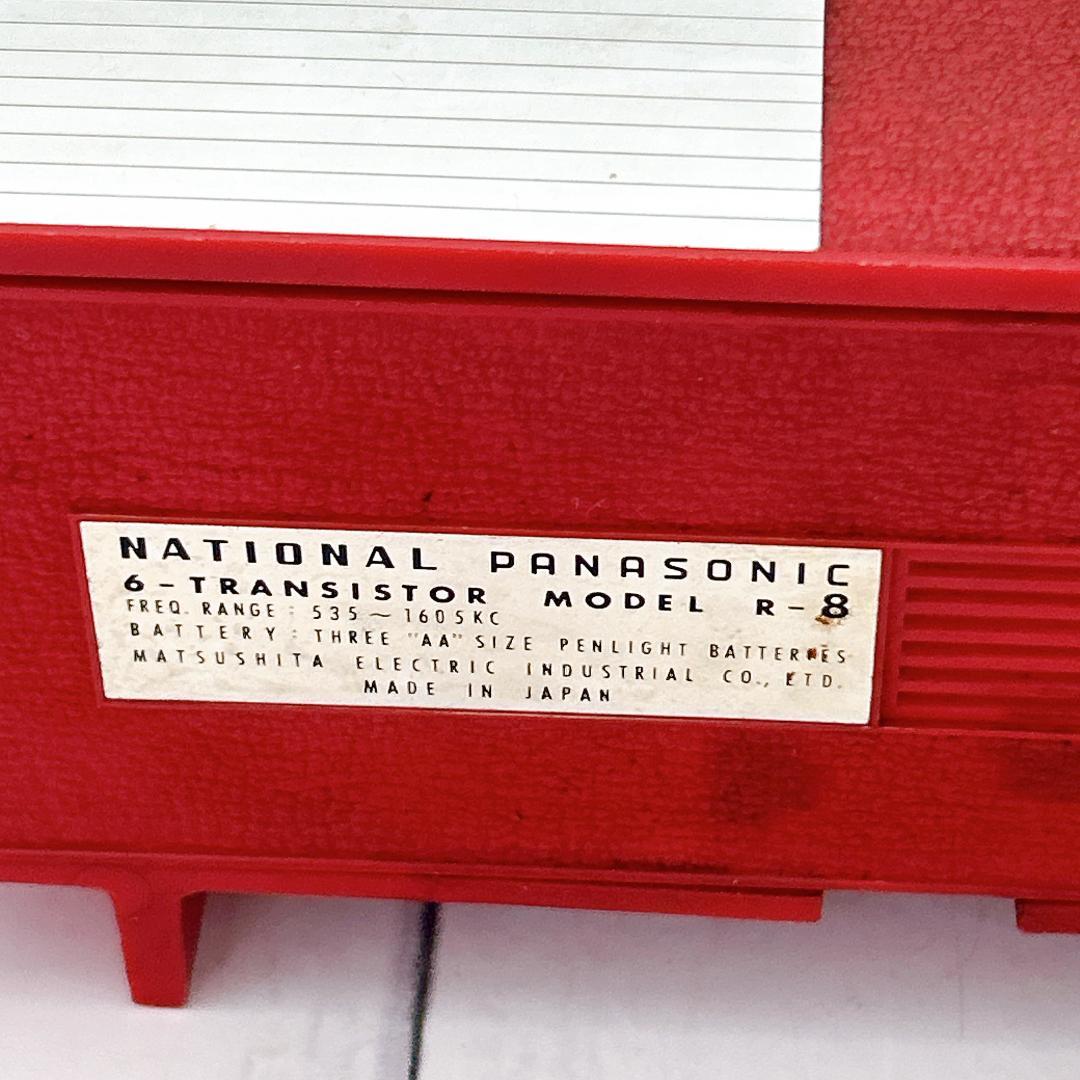 NATIONAL PANASONIC
6-TRANSISTOR MODEL R-8
FREQ. RANGE : 535 ~ 1605KC
BATTERY : THREE "AA" SIZE PENLIGHT BATTERIES
MATSUSHITA ELECTRIC INDUSTRIAL CO., LTD.
MADE IN JAPAN